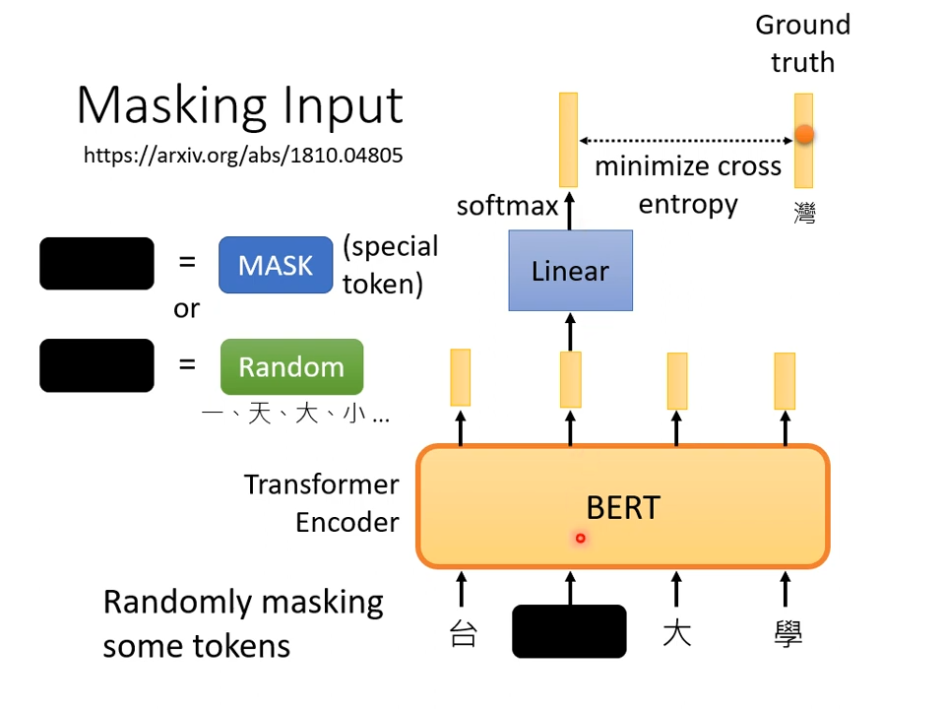 Masking Input
https://arxiv.org/abs/1810.04805
= MASK (special token)
or
= Random
一、天、大、小 ...
Ground
truth
minimize cross
entropy
灣
softmax
Linear
Transformer
Encoder
BERT
Randomly masking
some tokens
台 大 學